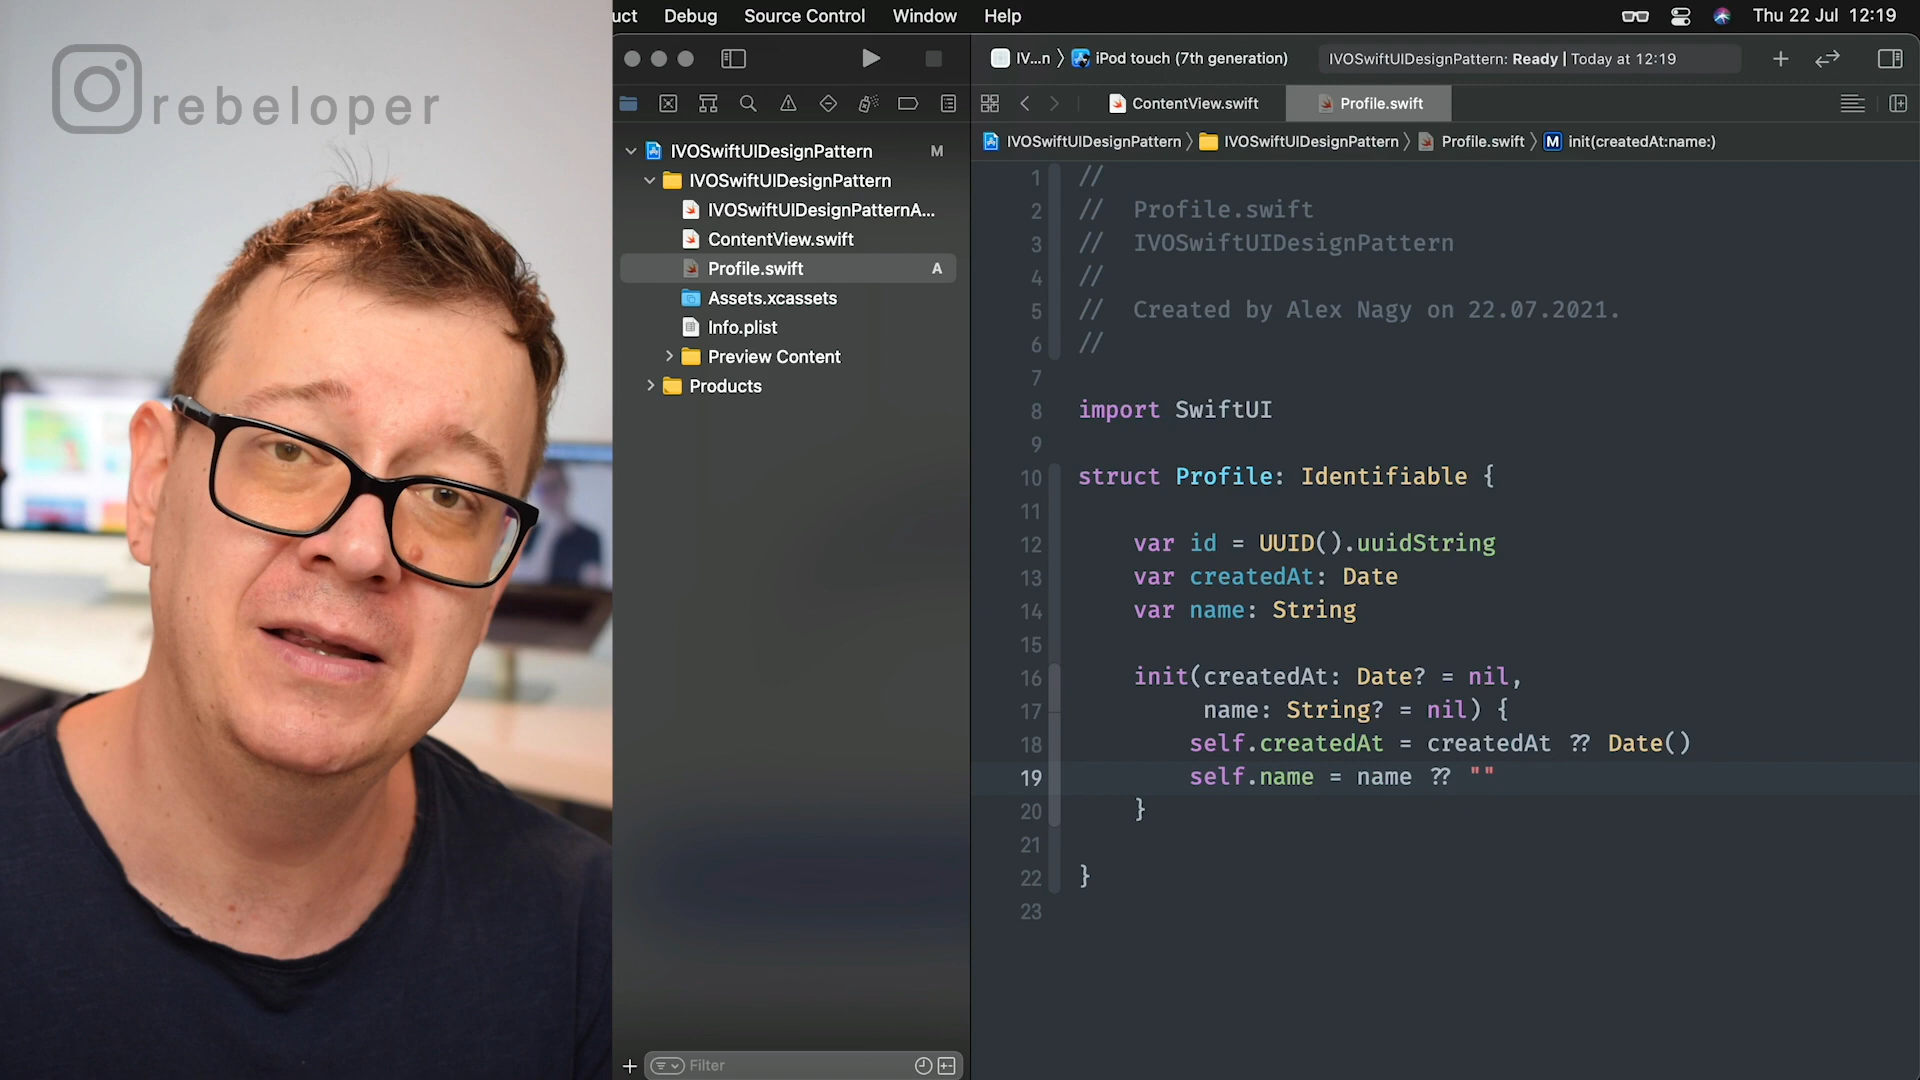 rebeloper
uct Debug Source Control Window Help Thu 22 Jul 12:19
IV...n iPod touch (7th generation) IVOSwiftUIDesignPattern: Ready | Today at 12:19
ContentView.swift Profile.swift
IVOSwiftUIDesignPattern IVOSwiftUIDesignPattern Profile.swift M init(createdAt:name:)
IVOSwiftUIDesignPattern M
IVOSwiftUIDesignPattern
IVOSwiftUIDesignPatternA...
ContentView.swift
Profile.swift A
Assets.xcassets
Info.plist
Preview Content
Products
Filter
1 //
2 // Profile.swift
3 // IVOSwiftUIDesignPattern
4 //
5 // Created by Alex Nagy on 22.07.2021.
6 //
7
8 import SwiftUI
9
10 struct Profile: Identifiable {
11
12 var id = UUID().uuidString
13 var createdAt: Date
14 var name: String
15
16 init(createdAt: Date? = nil,
17 name: String? = nil) {
18 self.createdAt = createdAt ?? Date()
19 self.name = name ?? ""
20 }
21
22 }
23